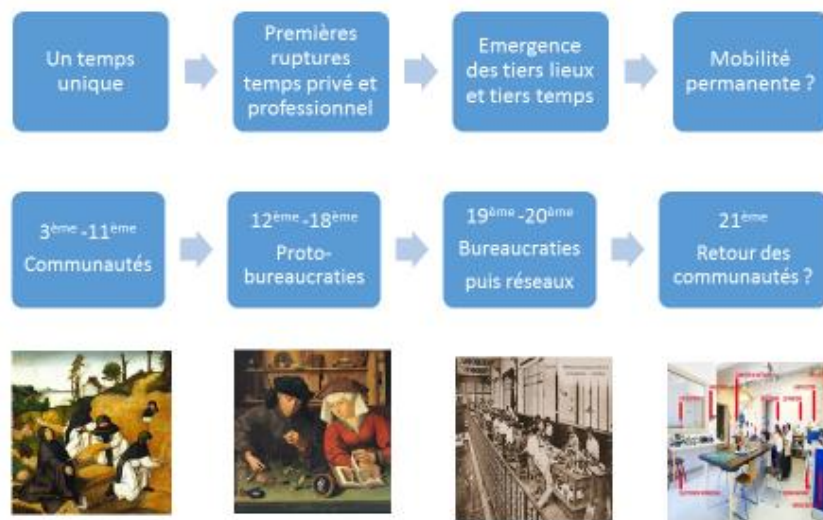 Un temps
unique
Premières
ruptures
temps privé et
professionnel
Emergence
des tiers lieux
et tiers temps
Mobilité
permanente ?
3ème -11ème
Communautés
12ème -18ème
Proto-
bureaucraties
19ème -20ème
Bureaucraties
puis réseaux
21ème
Retour des
communautés ?